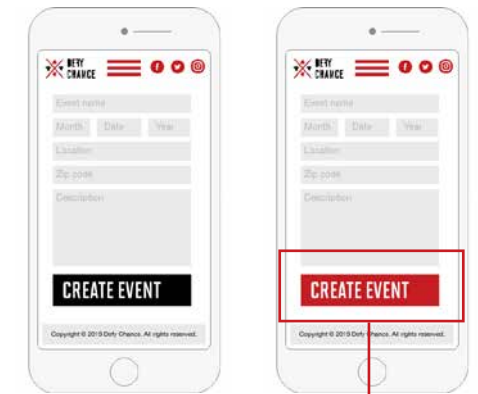 DEFY
CHANCE
Event name
Month Date Year
Location
Zip code
Description
CREATE EVENT
Copyright © 2019 Defy Chance. All rights reserved.
DEFY
CHANCE
Event name
Month Date Year
Location
Zip code
Description
CREATE EVENT
Copyright © 2019 Defy Chance. All rights reserved.